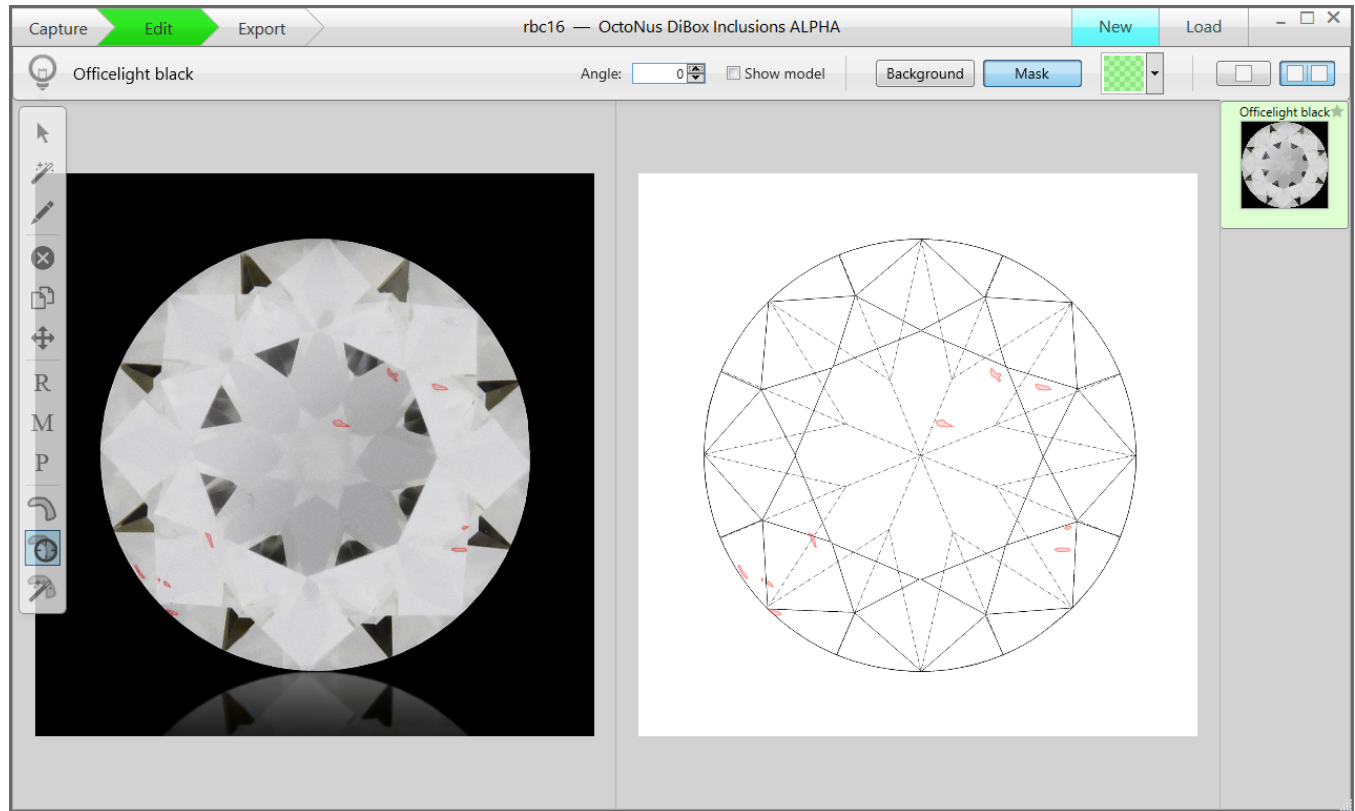 Capture
Edit
Export
rbc16 — OctoNus DiBox Inclusions ALPHA
New
Load
Officelight black
Angle:
0
Show model
Background
Mask
Officelight black
R
M
P